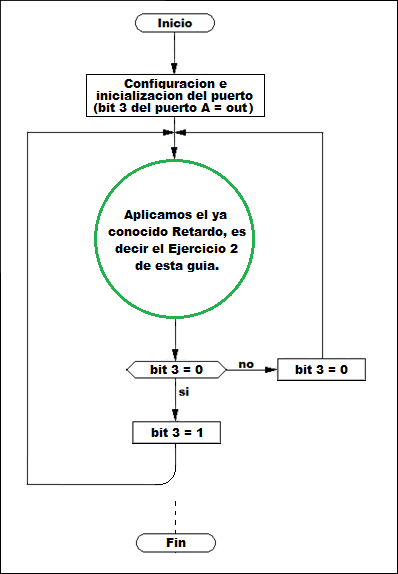 Inicio
Configuracion e
inicializacion del puerto
(bit 3 del puerto A = out)
Aplicamos el ya
conocido Retardo, es
decir el Ejercicio 2
de esta guia.
bit 3 = 0
no
bit 3 = 0
si
bit 3 = 1
Fin